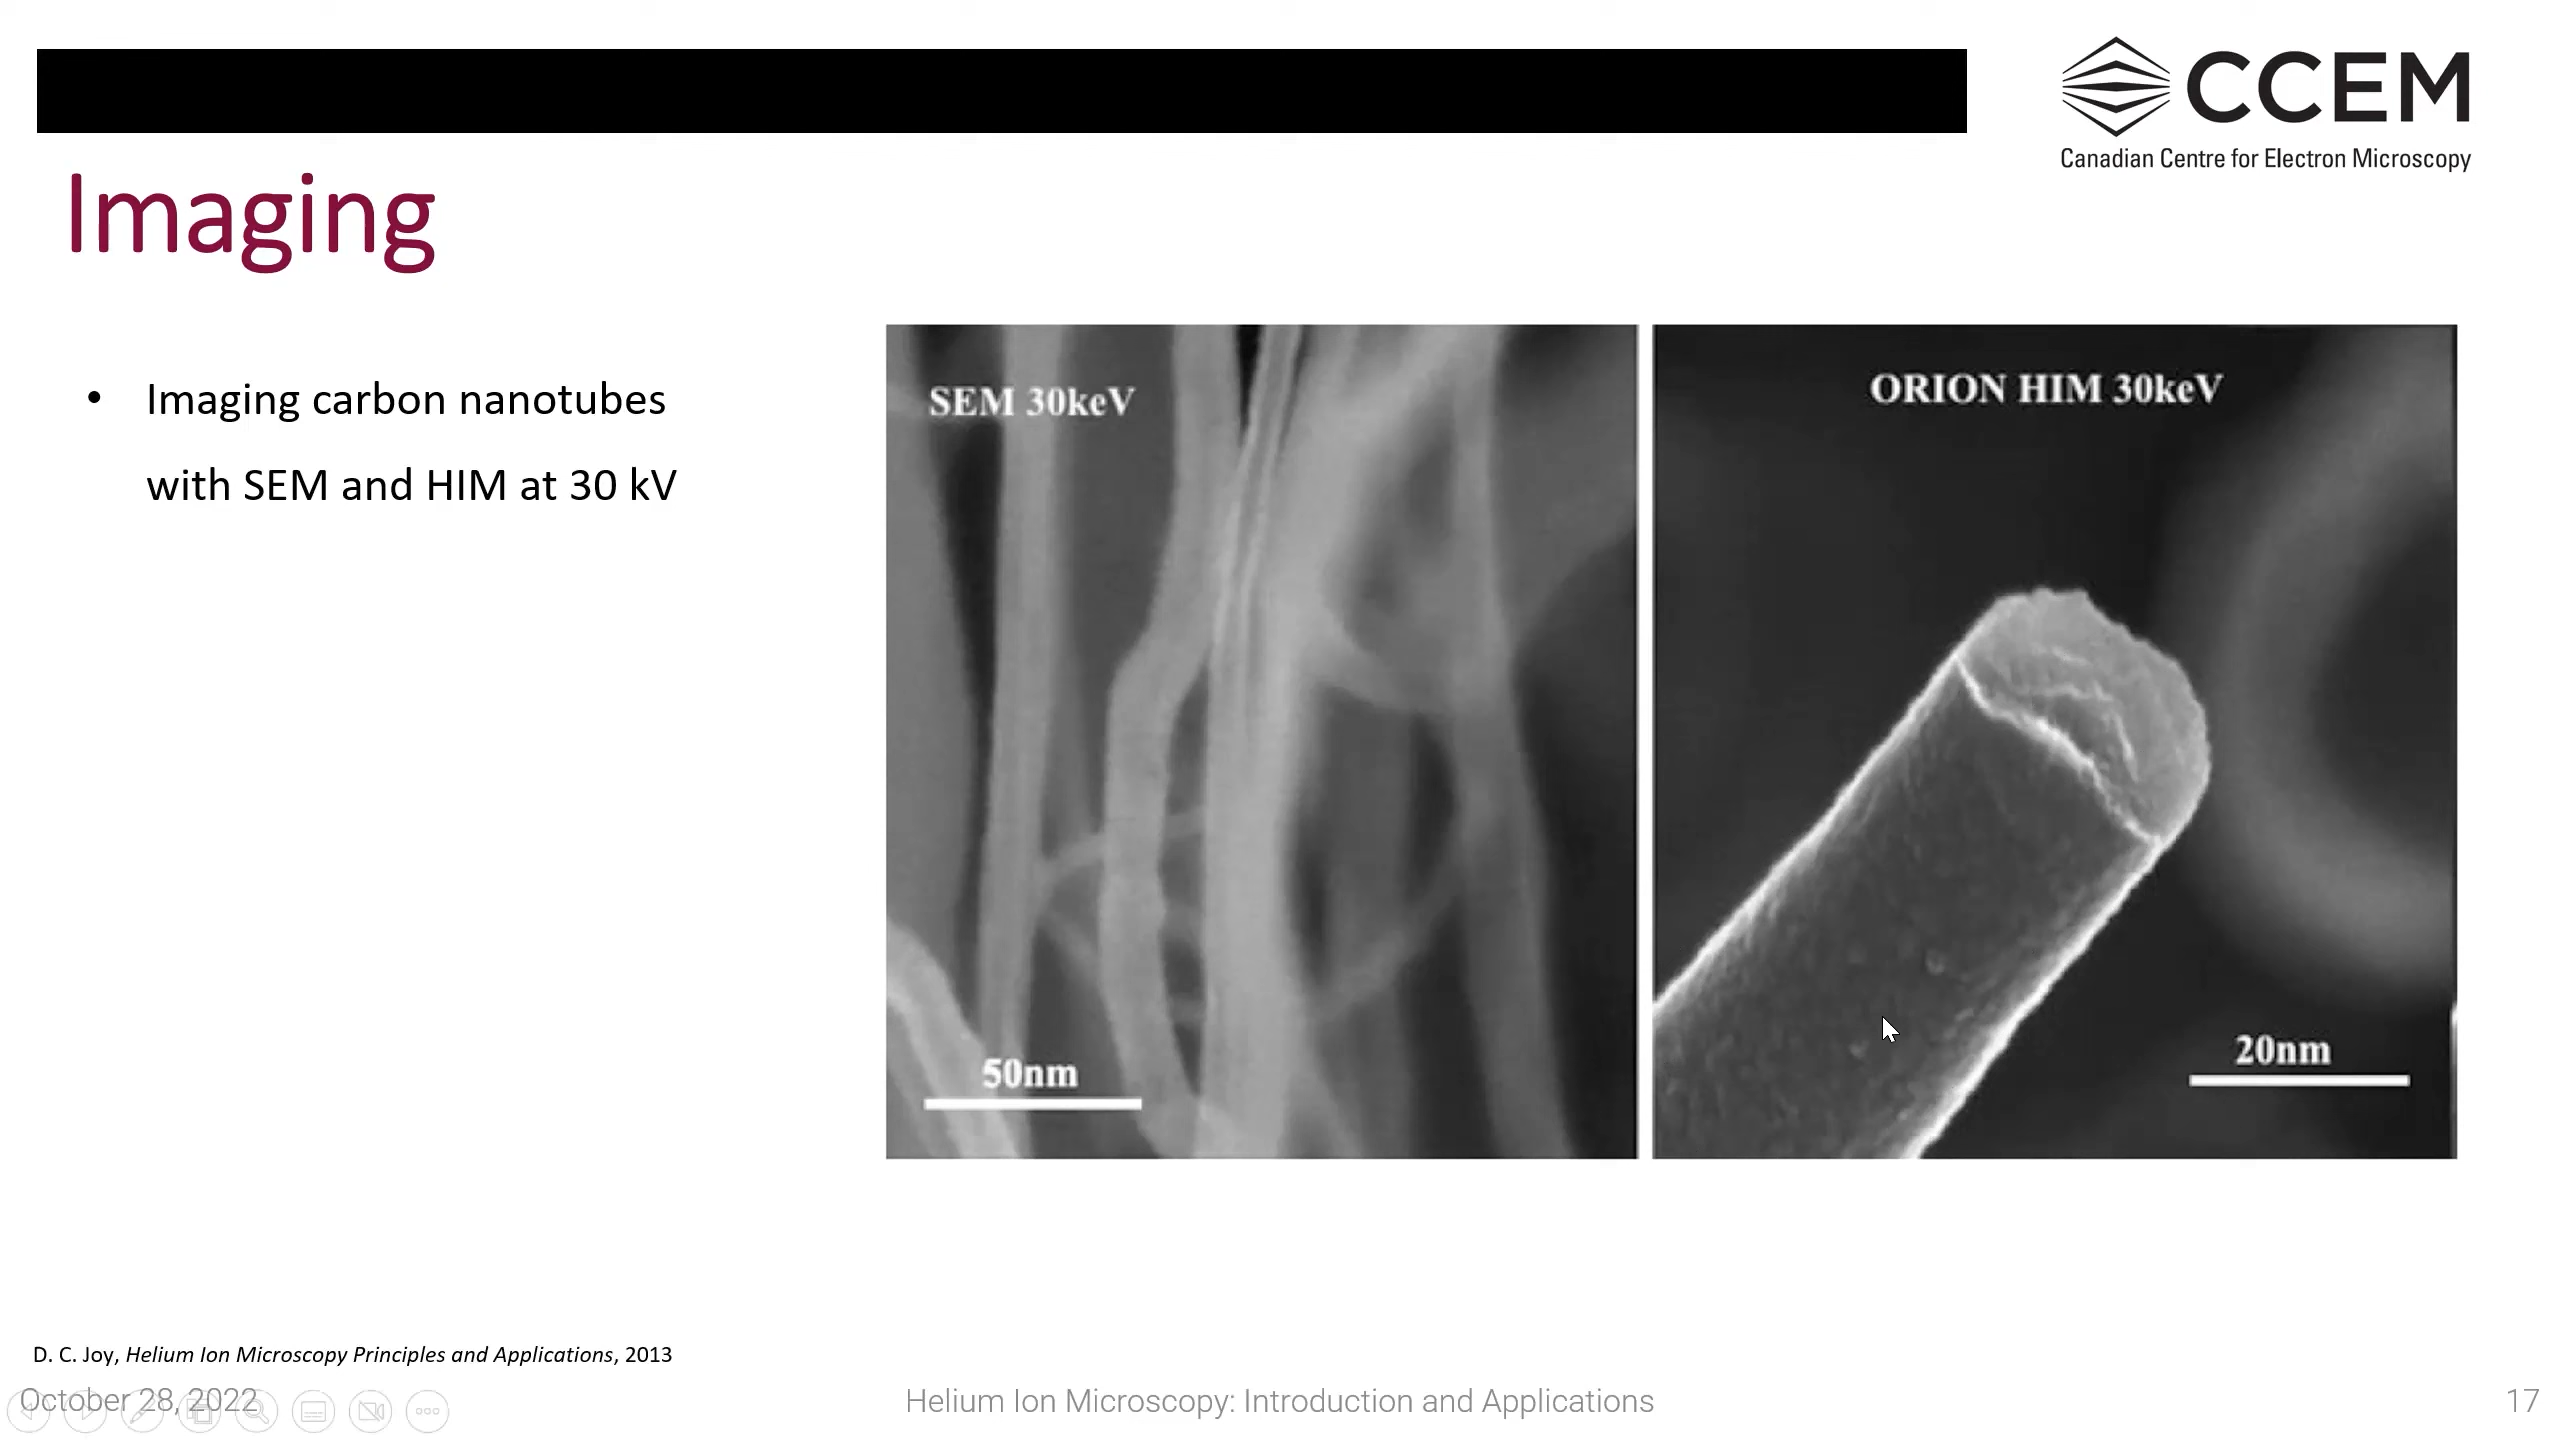 CCEM
Canadian Centre for Electron Microscopy
Imaging
• Imaging carbon nanotubes
with SEM and HIM at 30 kV
SEM 30keV
50nm
ORION HIM 30keV
20nm
D. C. Joy, Helium Ion Microscopy Principles and Applications, 2013
October 28, 2022
Helium Ion Microscopy: Introduction and Applications
17